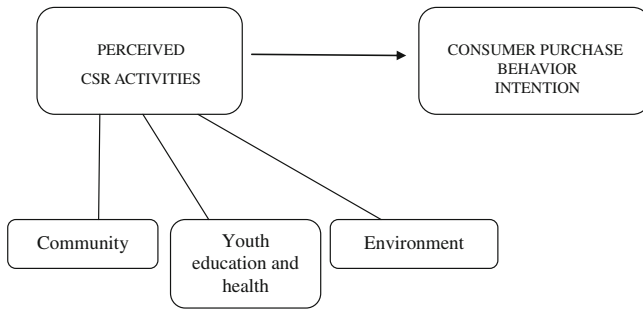 PERCEIVED
CSR ACTIVITIES
CONSUMER PURCHASE
BEHAVIOR
INTENTION
Community
Youth
education and
health
Environment